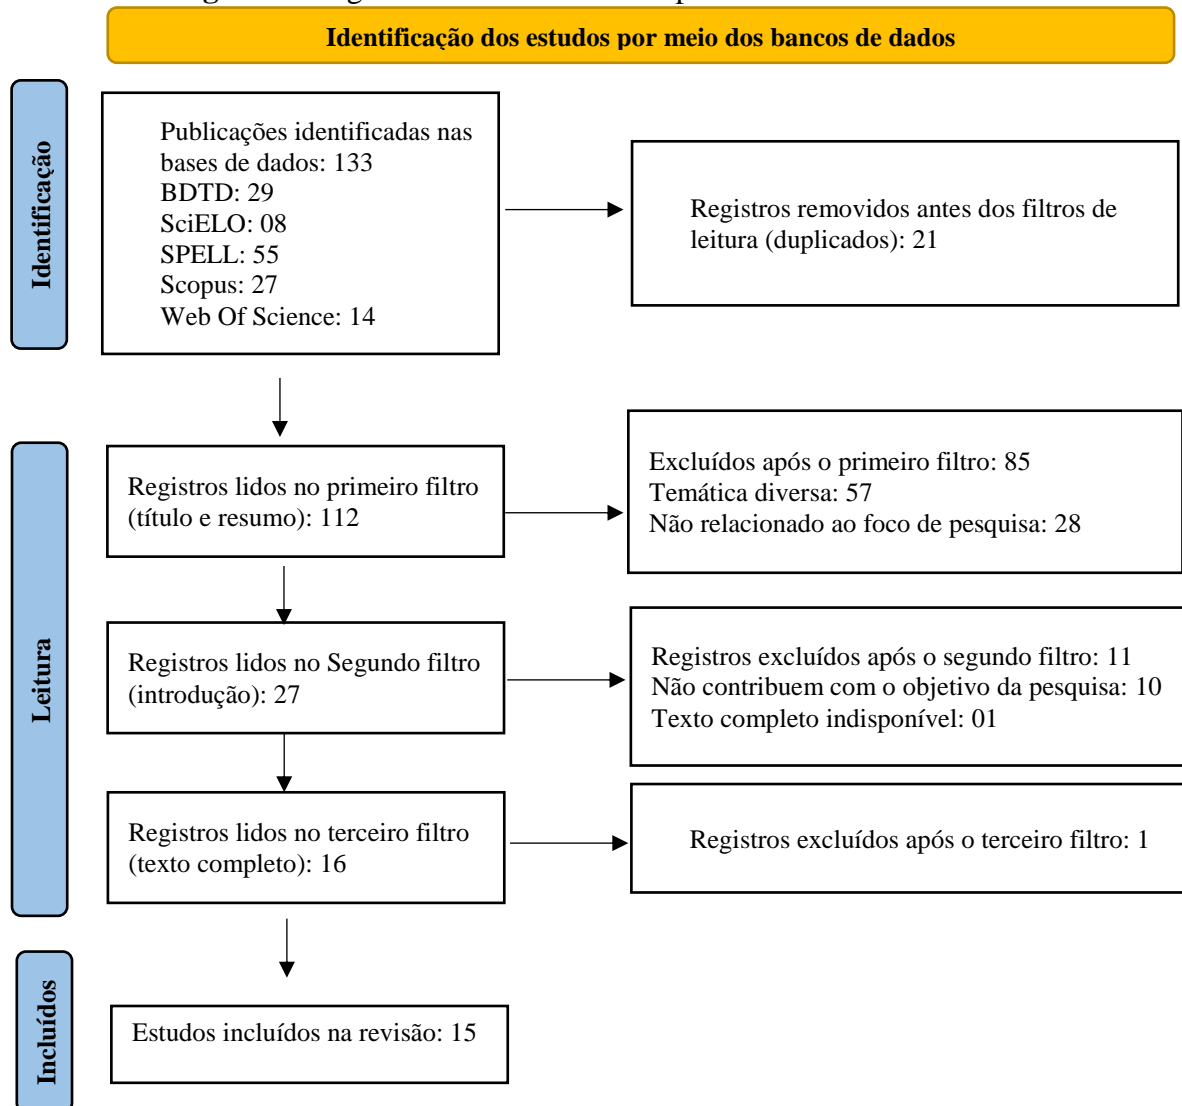 Identificação dos estudos por meio dos bancos de dados
Identificação
Publicações identificadas nas
bases de dados: 133
BDTD: 29
SciELO: 08
SPELL: 55
Scopus: 27
Web Of Science: 14
Registros removidos antes dos filtros de
leitura (duplicados): 21
Leitura
Registros lidos no primeiro filtro
(título e resumo): 112
Excluídos após o primeiro filtro: 85
Temática diversa: 57
Não relacionado ao foco de pesquisa: 28
Registros lidos no Segundo filtro
(introdução): 27
Registros excluídos após o segundo filtro: 11
Não contribuem com o objetivo da pesquisa: 10
Texto completo indisponível: 01
Registros lidos no terceiro filtro
(texto completo): 16
Registros excluídos após o terceiro filtro: 1
Incluídos
Estudos incluídos na revisão: 15